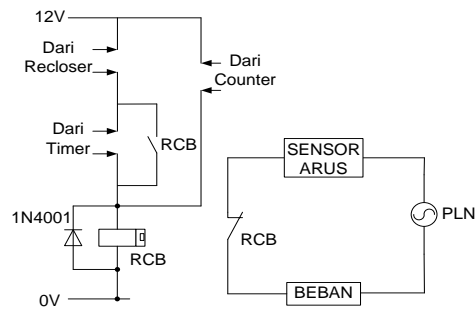 12V
Dari
Recloser
Dari
Counter
Dari
Timer
RCB
1N4001
RCB
0V
SENSOR
ARUS
PLN
RCB
BEBAN